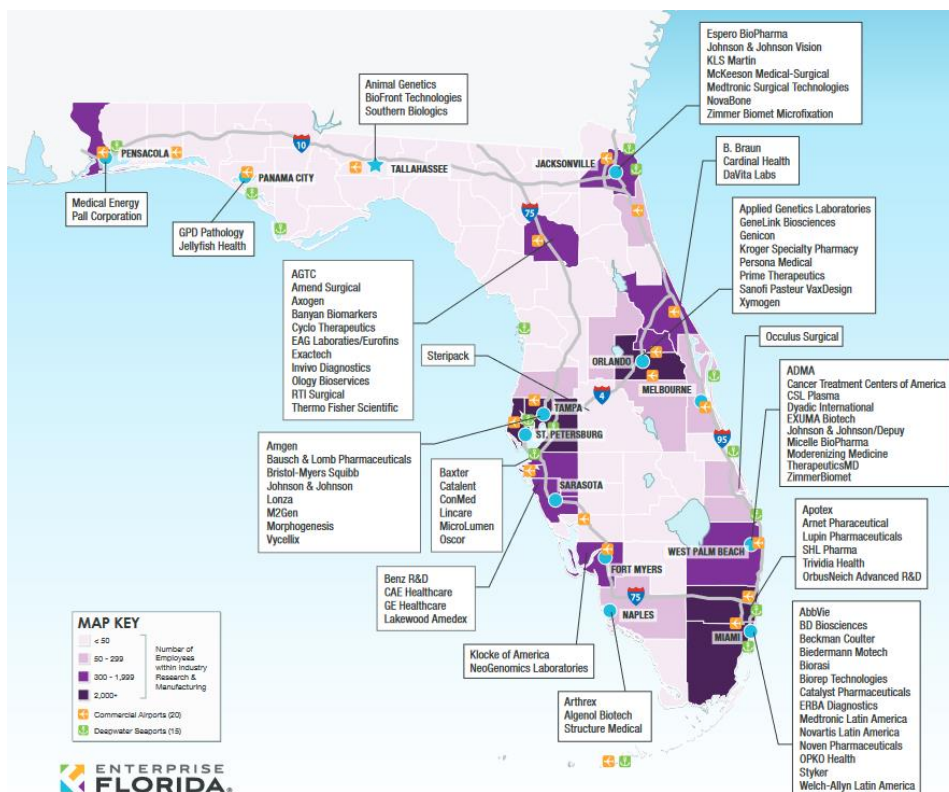 Espero BioPharma
Johnson & Johnson Vision
KLS Martin
McKeeson Medical-Surgical
Medtronic Surgical Technologies
NovaBone
Zimmer Biomet Microfixation
Animal Genetics
BioFront Technologies
Southern Biologics
10
PENSACOLA
PANAMA CITY
TALLAHASSEE
JACKSONVILLE
B. Braun
Cardinal Health
DaVita Labs
Medical Energy
Pall Corporation
GPD Pathology
Jellyfish Health
75
Applied Genetics Laboratories
GeneLink Biosciences
Genicon
Kroger Specialty Pharmacy
Persona Medical
Prime Therapeutics
Sanofi Pasteur VaxDesign
Xymogen
AGTC
Amend Surgical
Axogen
Banyan Biomarkers
Cyclo Therapeutics
EAG Laboraties/Eurofins
Exactech
Invivo Diagnostics
Ology Bioservices
RTI Surgical
Thermo Fisher Scientific
Steripack
ORLANDO
Occulus Surgical
MELBOURNE
4
TAMPA
ST. PETERSBURG
95
ADMA
Cancer Treatment Centers of America
CSL Plasma
Dyadic International
EXUMA Biotech
Johnson & Johnson/Depuy
Micelle BioPharma
Moderenizing Medicine
TherapeuticsMD
ZimmerBiomet
Amgen
Bausch & Lomb Pharmaceuticals
Bristol-Myers Squibb
Johnson & Johnson
Lonza
M2Gen
Morphogenesis
Vycellix
Baxter
Catalent
ConMed
Lincare
MicroLumen
Oscor
SARASOTA
Apotex
Arnet Pharaceutical
Lupin Pharmaceuticals
SHL Pharma
Trividia Health
OrbusNeich Advanced R&D
WEST PALM BEACH
FORT MYERS
Benz R&D
CAE Healthcare
GE Healthcare
Lakewood Amedex
75
NAPLES
MIAMI
Klocke of America
NeoGenomics Laboratories
AbbVie
BD Biosciences
Beckman Coulter
Biedermann Motech
Biorasi
Biorep Technologies
Catalyst Pharmaceuticals
ERBA Diagnostics
Medtronic Latin America
Novartis Latin America
Noven Pharmaceuticals
OPKO Health
Styker
Welch-Allyn Latin America
Arthrex
Algenol Biotech
Structure Medical
MAP KEY
< 50
50 - 299
300 - 1,999
2,000+
Number of
Employees
within Industry
Research &
Manufacturing
Commercial Airports (20)
Deepwater Seaports (15)
ENTERPRISE
FLORIDA®